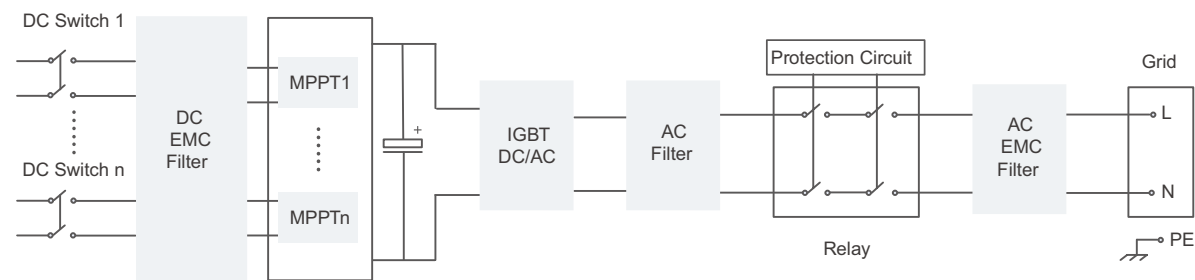 DC Switch 1
DC Switch n
DC
EMC
Filter
MPPT1
MPPTn
+
IGBT
DC/AC
AC
Filter
Protection Circuit
Relay
AC
EMC
Filter
Grid
L
N
PE